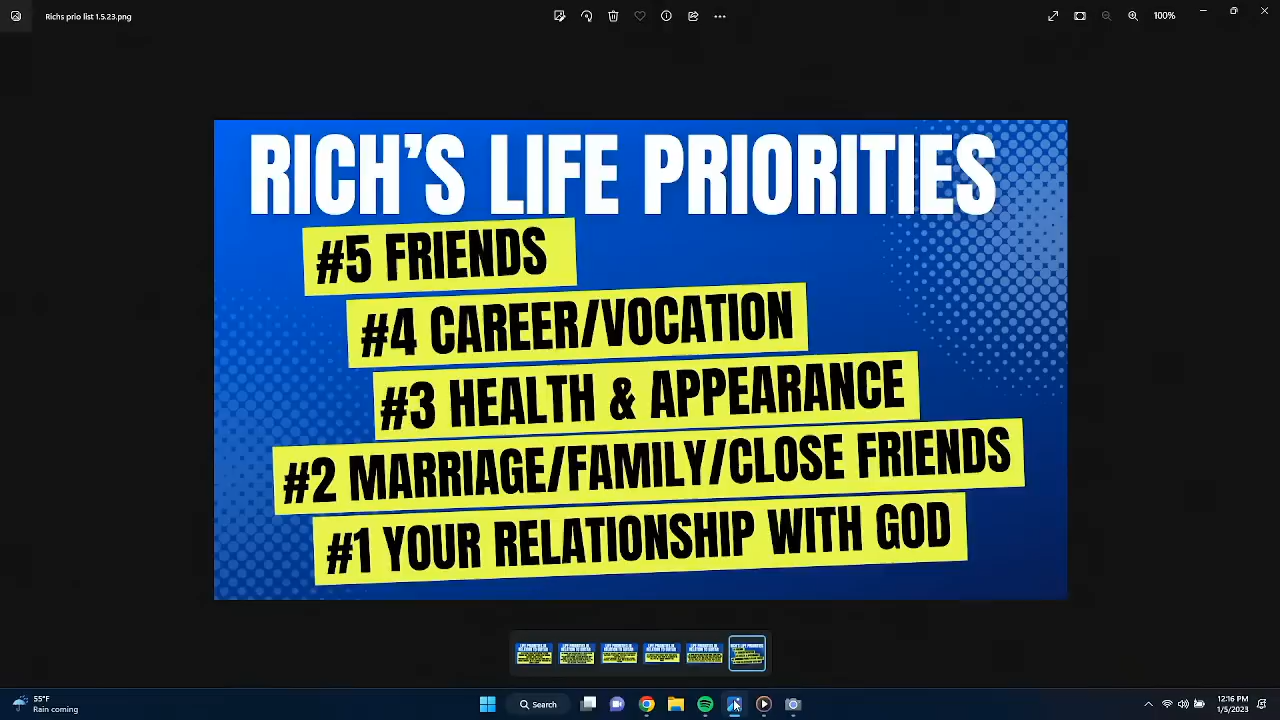 Richs prio list 1.5.23.png
100%
RICH'S LIFE PRIORITIES
#5 FRIENDS
#4 CAREER/VOCATION
#3 HEALTH & APPEARANCE
#2 MARRIAGE/FAMILY/CLOSE FRIENDS
#1 YOUR RELATIONSHIP WITH GOD
55°F
Rain coming
Search
12:16 PM
1/5/2023